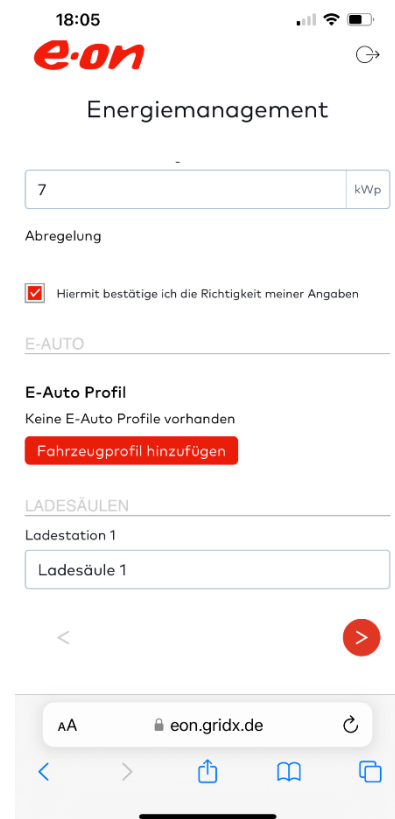 18:05
e·on
Energiemanagement
7
kWp
Abregelung
Hiermit bestätige ich die Richtigkeit meiner Angaben
E-AUTO
E-Auto Profil
Keine E-Auto Profile vorhanden
Fahrzeugprofil hinzufügen
LADESÄULEN
Ladestation 1
Ladesäule 1
AA
eon.gridx.de